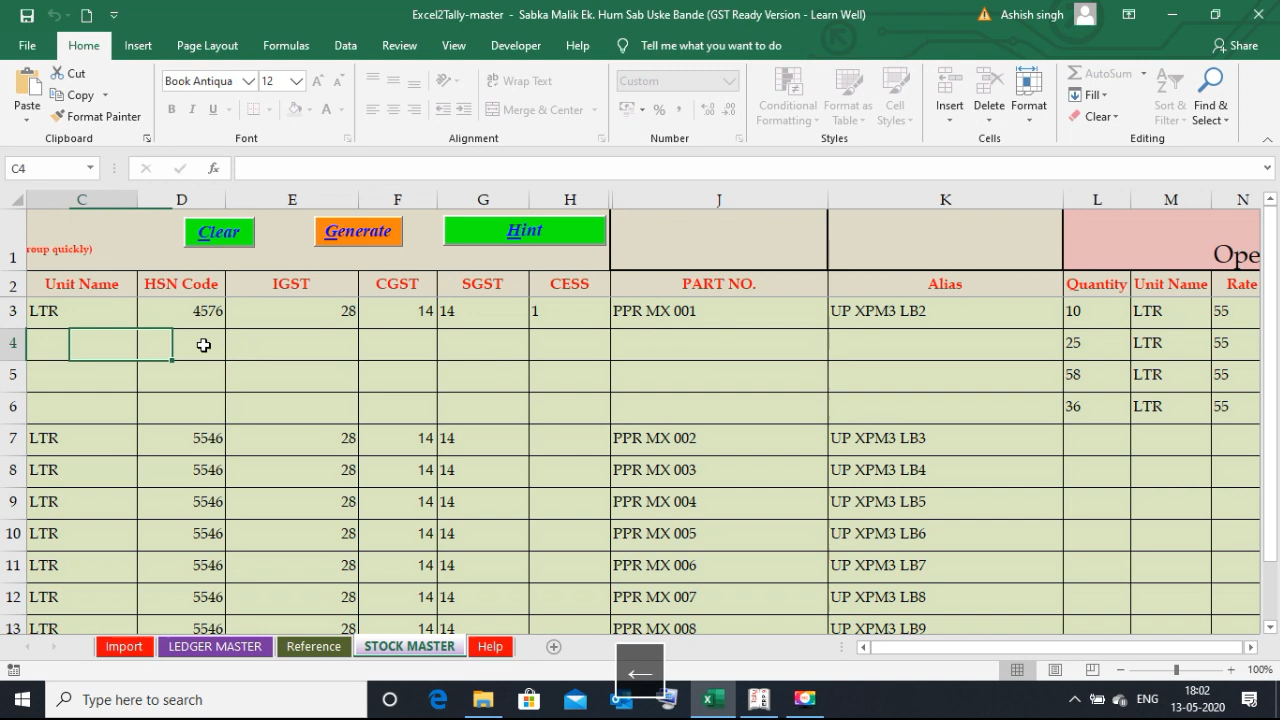 Excel2Tally-master - Sabka Malik Ek. Hum Sab Uske Bande (GST Ready Version - Learn Well)
Ashish singh
File Home Insert Page Layout Formulas Data Review View Developer Help Tell me what you want to do Share
Paste
Cut
Copy
Format Painter
Clipboard
Book Antiqua 12
B I U
Font
Wrap Text
Merge & Center
Alignment
Custom
Number
Conditional Formatting
Format as Table
Cell Styles
Styles
Insert
Delete
Format
Cells
AutoSum
Fill
Clear
Sort & Filter
Find & Select
Editing
C4
C D E F G H J K L M N
1 roup quickly) Clear Generate Hint Ope
2 Unit Name HSN Code IGST CGST SGST CESS PART NO. Alias Quantity Unit Name Rate
3 LTR 4576 28 14 14 1 PPR MX 001 UP XPM3 LB2 10 LTR 55
4 25 LTR 55
5 58 LTR 55
6 36 LTR 55
7 LTR 5546 28 14 14 PPR MX 002 UP XPM3 LB3
8 LTR 5546 28 14 14 PPR MX 003 UP XPM3 LB4
9 LTR 5546 28 14 14 PPR MX 004 UP XPM3 LB5
10 LTR 5546 28 14 14 PPR MX 005 UP XPM3 LB6
11 LTR 5546 28 14 14 PPR MX 006 UP XPM3 LB7
12 LTR 5546 28 14 14 PPR MX 007 UP XPM3 LB8
13 LTR 5546 28 14 14 PPR MX 008 UP XPM3 LB9
Import LEDGER MASTER Reference STOCK MASTER Help
100%
Type here to search
ENG
18:02
13-05-2020